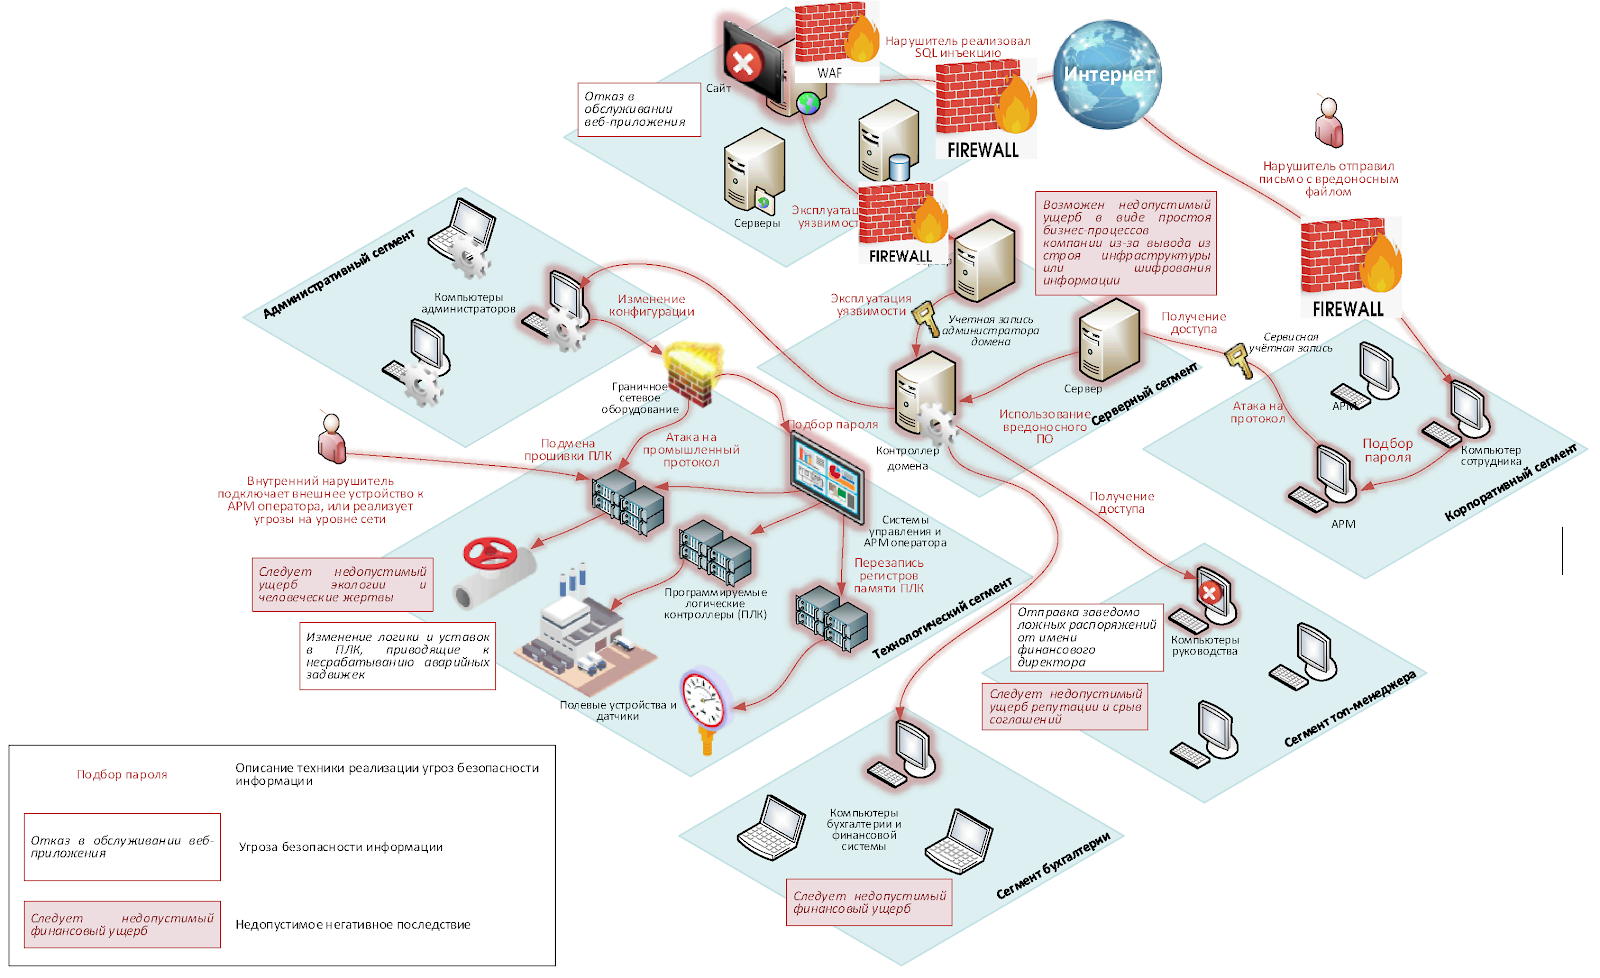 Нарушитель реализовал
SQL инъекцию
WAF
Интернет
Сайт
Отказ в
обслуживании
веб-приложения
FIREWALL
Нарушитель отправил
письмо с вредоносным
файлом
Серверы
Эксплуатац
уязвимост
FIREWALL
Возможен недопустимый
ущерб в виде простоя
бизнес-процессов
компании из-за вывода из
строя инфраструктуры
или шифрования
информации
FIREWALL
Административный сегмент
Компьютеры
администраторов
Изменение
конфигурации
Эксплуатация
уязвимости
Учетная запись
администратора
домена
Получение
доступа
Сервисная
учётная запись
Сервер
Серверный сегмент
Граничное
сетевое
оборудование
Использование
вредоносного
ПО
Атака на
протокол
АРМ
Подбор
пароля
Компьютер
сотрудника
АРМ
Корпоративный сегмент
Контроллер
домена
Подбор пароля
Подмена
прошивки ПЛК
Атака на
промышленный
протокол
Внутренний нарушитель
подключает внешнее устройство к
АРМ оператора, или реализует
угрозы на уровне сети
Получение
доступа
Системы
управления и
АРМ оператора
Перезапись
регистров
памяти ПЛК
Следует недопустимый
ущерб экологии и
человеческие жертвы
Программируемые
логические
контроллеры (ПЛК)
Технологический сегмент
Изменение логики и уставок
в ПЛК, приводящие к
несрабатыванию аварийных
задвижек
Полевые устройства и
датчики
Отправка заведомо
ложных распоряжений
от имени
финансового
директора
Компьютеры
руководства
Следует недопустимый
ущерб репутации и срыв
соглашений
Сегмент топ-менеджера
Компьютеры
бухгалтерии и
финансовой
системы
Сегмент бухгалтерии
Следует недопустимый
финансовый ущерб
Подбор пароля
Описание техники реализации угроз безопасности
информации
Отказ в обслуживании веб-
приложения
Угроза безопасности информации
Следует недопустимый
финансовый ущерб
Недопустимое негативное последствие